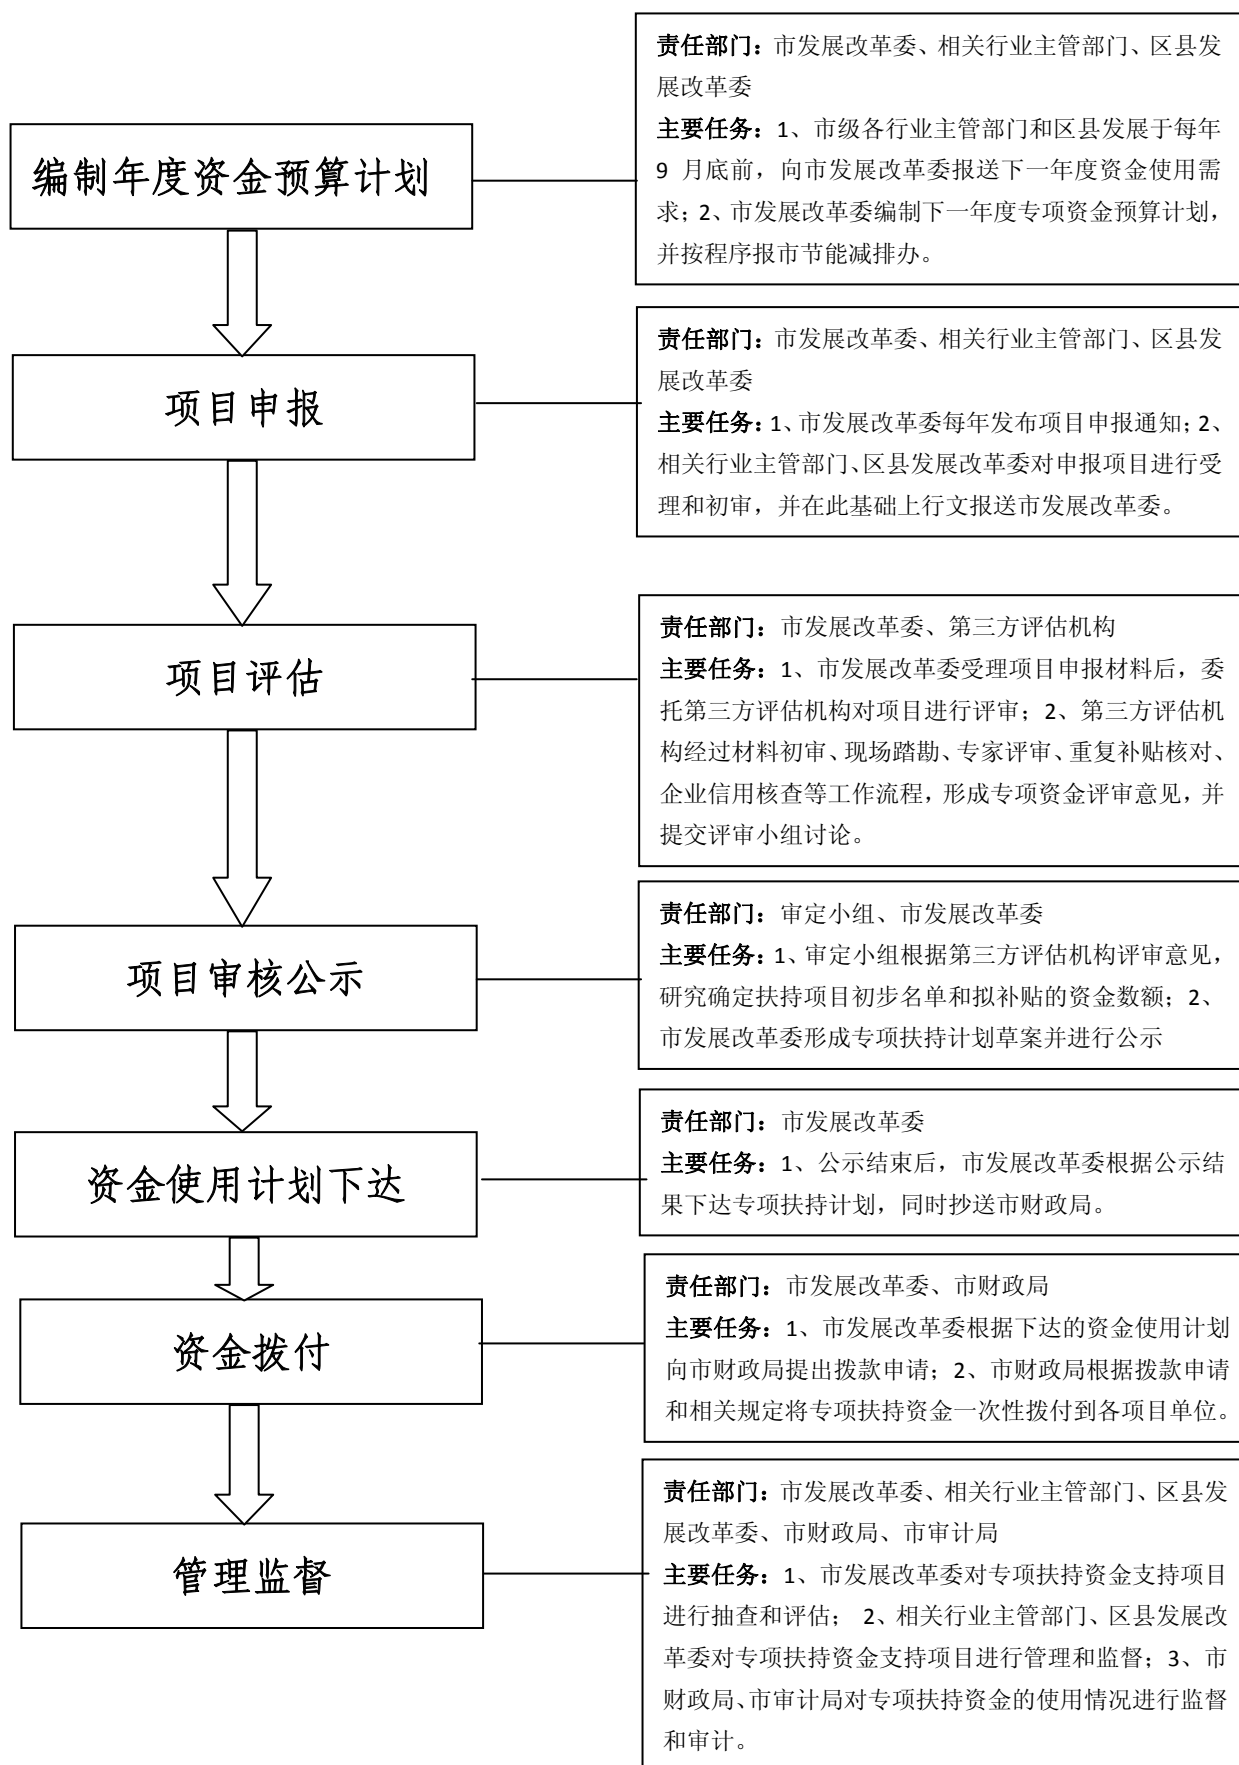 编制年度资金预算计划
责任部门：市发展改革委、相关行业主管部门、区县发
展改革委
主要任务：1、市级各行业主管部门和区县发展于每年
9 月底前，向市发展改革委报送下一年度资金使用需
求；2、市发展改革委编制下一年度专项资金预算计划，
并按程序报市节能减排办。
项目申报
责任部门：市发展改革委、相关行业主管部门、区县发
展改革委
主要任务：1、市发展改革委每年发布项目申报通知；2、
相关行业主管部门、区县发展改革委对申报项目进行受
理和初审，并在此基础上行文报送市发展改革委。
项目评估
责任部门：市发展改革委、第三方评估机构
主要任务：1、市发展改革委受理项目申报材料后，委
托第三方评估机构对项目进行评审；2、第三方评估机
构经过材料初审、现场踏勘、专家评审、重复补贴核对、
企业信用核查等工作流程，形成专项资金评审意见，并
提交评审小组讨论。
项目审核公示
责任部门：审定小组、市发展改革委
主要任务：1、审定小组根据第三方评估机构评审意见，
研究确定扶持项目初步名单和拟补贴的资金数额；2、
市发展改革委形成专项扶持计划草案并进行公示
资金使用计划下达
责任部门：市发展改革委
主要任务：1、公示结束后，市发展改革委根据公示结
果下达专项扶持计划，同时抄送市财政局。
资金拨付
责任部门：市发展改革委、市财政局
主要任务：1、市发展改革委根据下达的资金使用计划
向市财政局提出拨款申请；2、市财政局根据拨款申请
和相关规定将专项扶持资金一次性拨付到各项目单位。
管理监督
责任部门：市发展改革委、相关行业主管部门、区县发
展改革委、市财政局、市审计局
主要任务：1、市发展改革委对专项扶持资金支持项目
进行抽查和评估； 2、相关行业主管部门、区县发展改
革委对专项扶持资金支持项目进行管理和监督；3、市
财政局、市审计局对专项扶持资金的使用情况进行监督
和审计。